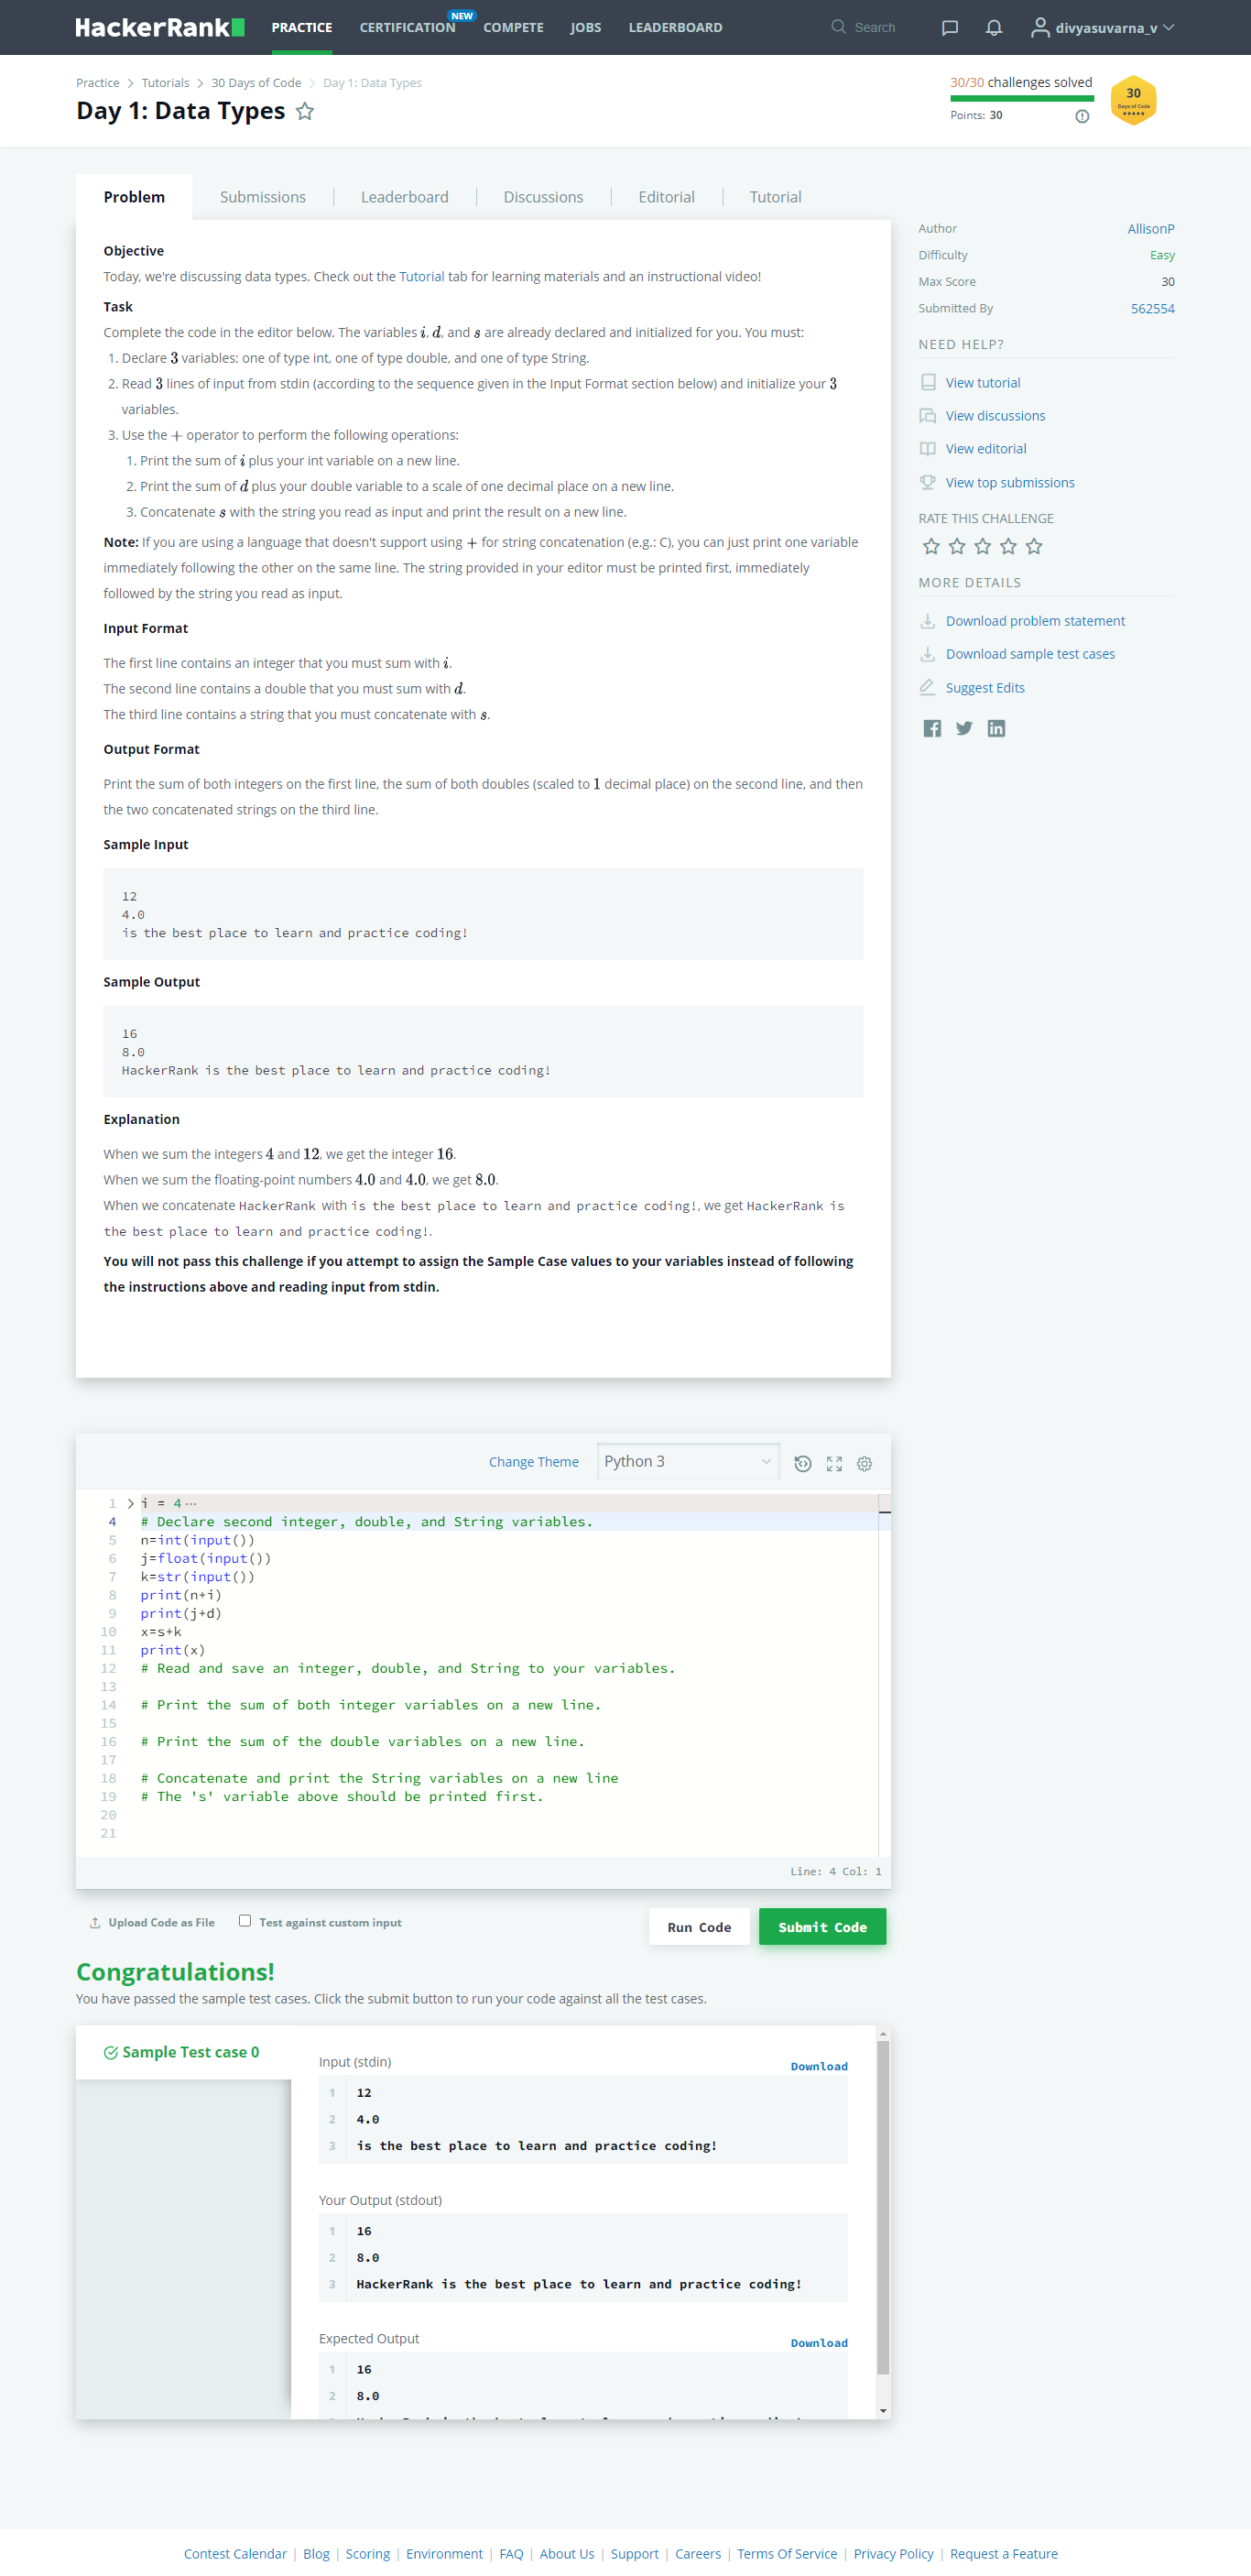 HackerRank
PRACTICE
CERTIFICATION
NEW
COMPETE
JOBS
LEADERBOARD
Search
divyasuvarna_v
Practice > Tutorials > 30 Days of Code > Day 1: Data Types
Day 1: Data Types
30/30 challenges solved
Points: 30
30
Days of Code
Problem
Submissions
Leaderboard
Discussions
Editorial
Tutorial
Objective
Today, we're discussing data types. Check out the Tutorial tab for learning materials and an instructional video!
Task
Complete the code in the editor below. The variables i, d, and s are already declared and initialized for you. You must:
1. Declare 3 variables: one of type int, one of type double, and one of type String.
2. Read 3 lines of input from stdin (according to the sequence given in the Input Format section below) and initialize your 3
variables.
3. Use the + operator to perform the following operations:
1. Print the sum of i plus your int variable on a new line.
2. Print the sum of d plus your double variable to a scale of one decimal place on a new line.
3. Concatenate s with the string you read as input and print the result on a new line.
Note: If you are using a language that doesn't support using + for string concatenation (e.g.: C), you can just print one variable
immediately following the other on the same line. The string provided in your editor must be printed first, immediately
followed by the string you read as input.
Input Format
The first line contains an integer that you must sum with i.
The second line contains a double that you must sum with d.
The third line contains a string that you must concatenate with s.
Output Format
Print the sum of both integers on the first line, the sum of both doubles (scaled to 1 decimal place) on the second line, and then
the two concatenated strings on the third line.
Sample Input
12
4.0
is the best place to learn and practice coding!
Sample Output
16
8.0
HackerRank is the best place to learn and practice coding!
Explanation
When we sum the integers 4 and 12, we get the integer 16.
When we sum the floating-point numbers 4.0 and 4.0, we get 8.0.
When we concatenate HackerRank with is the best place to learn and practice coding!, we get HackerRank is
the best place to learn and practice coding!.
You will not pass this challenge if you attempt to assign the Sample Case values to your variables instead of following
the instructions above and reading input from stdin.
Author
AllisonP
Difficulty
Easy
Max Score
30
Submitted By
562554
NEED HELP?
View tutorial
View discussions
View editorial
View top submissions
RATE THIS CHALLENGE
MORE DETAILS
Download problem statement
Download sample test cases
Suggest Edits
Change Theme
Python 3
1 i = 4 ...
4 # Declare second integer, double, and String variables.
5 n=int(input())
6 j=float(input())
7 k=str(input())
8 print(n+i)
9 print(j+d)
10 x=s+k
11 print(x)
12 # Read and save an integer, double, and String to your variables.
13
14 # Print the sum of both integer variables on a new line.
15
16 # Print the sum of the double variables on a new line.
17
18 # Concatenate and print the String variables on a new line
19 # The 's' variable above should be printed first.
20
21
Line: 4 Col: 1
Upload Code as File
Test against custom input
Run Code
Submit Code
Congratulations!
You have passed the sample test cases. Click the submit button to run your code against all the test cases.
Sample Test case 0
Input (stdin)
Download
1 12
2 4.0
3 is the best place to learn and practice coding!
Your Output (stdout)
1 16
2 8.0
3 HackerRank is the best place to learn and practice coding!
Expected Output
Download
1 16
2 8.0
Contest Calendar | Blog | Scoring | Environment | FAQ | About Us | Support | Careers | Terms Of Service | Privacy Policy | Request a Feature